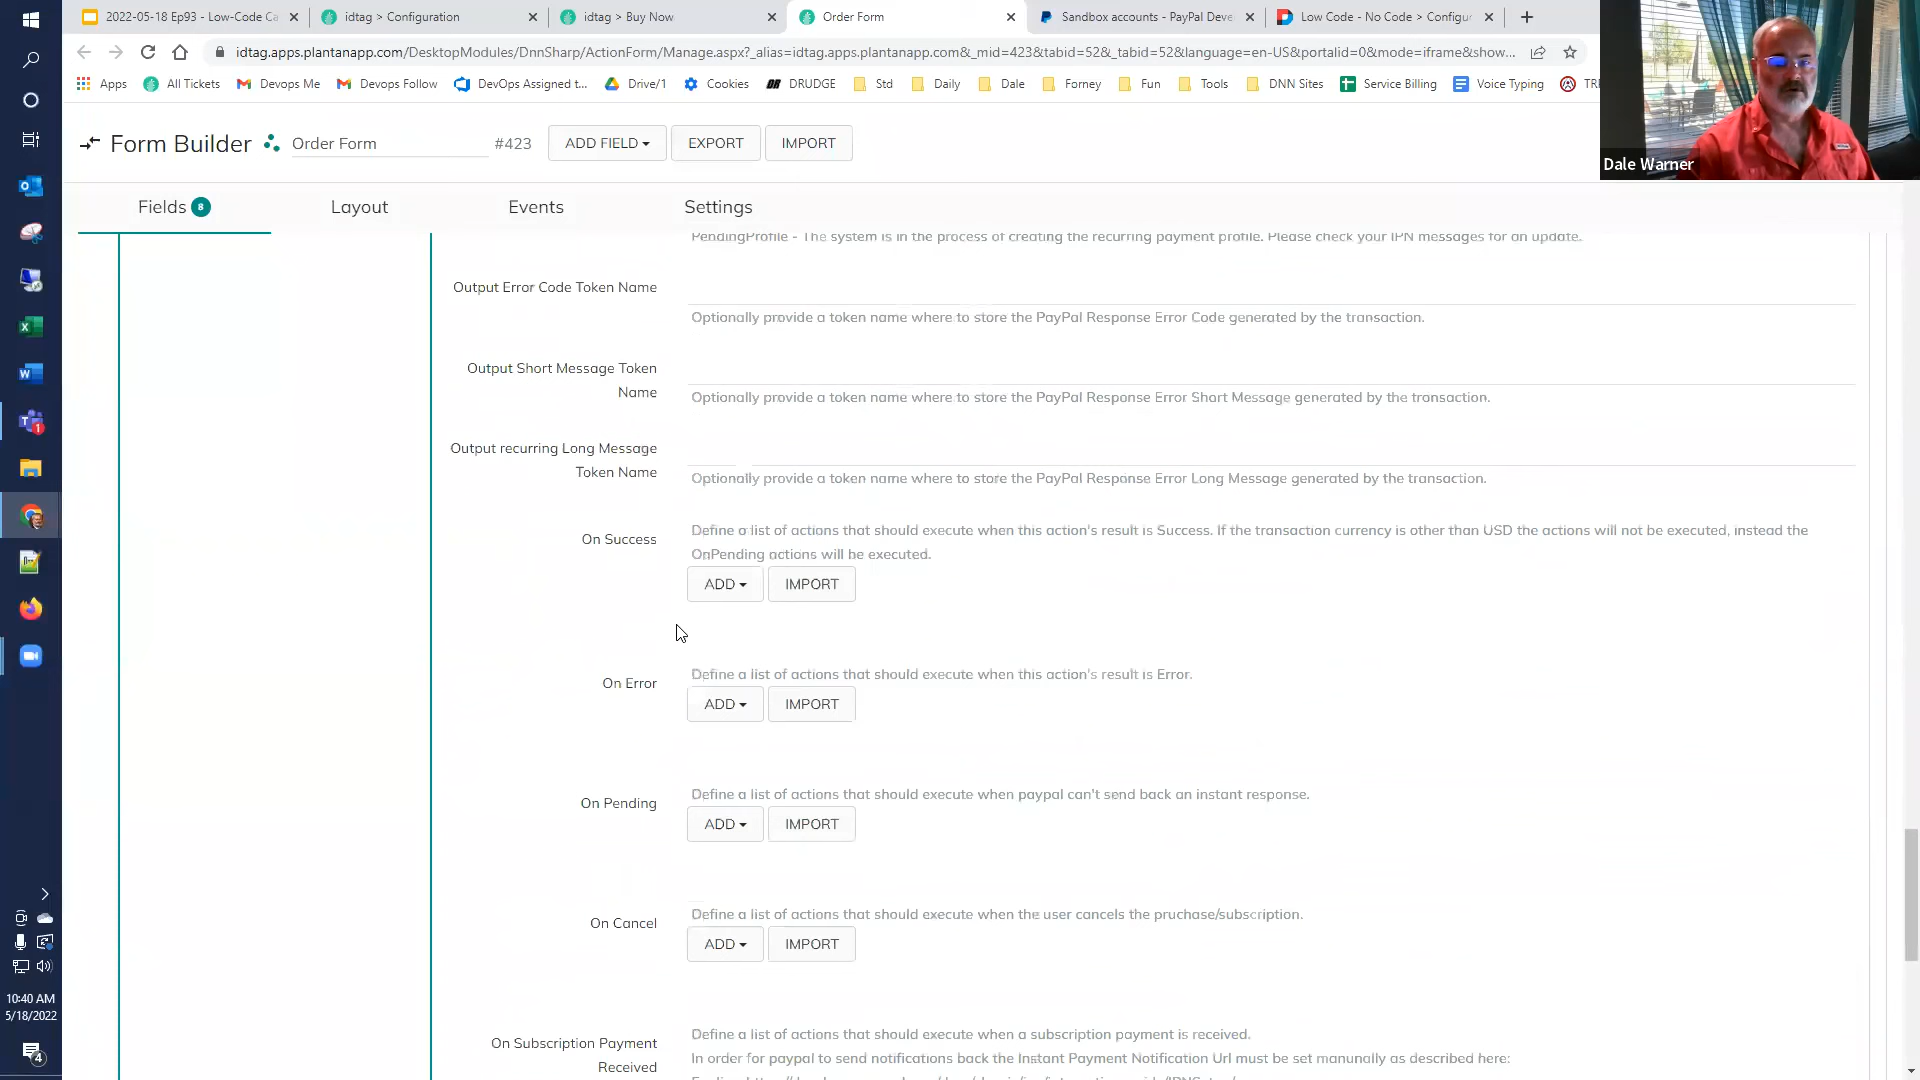 2022-05-18 Ep93 - Low-Code Ca
idtag > Configuration
idtag > Buy Now
Order Form
Sandbox accounts - PayPal Deve
Low Code - No Code > Configur
idtag.apps.plantanapp.com/DesktopModules/DnnSharp/ActionForm/Manage.aspx?_alias=idtag.apps.plantanapp.com&_mid=423&tabid=52&_tabid=52&language=en-US&portalid=0&mode=iframe&show...
Apps
All Tickets
Devops Me
Devops Follow
DevOps Assigned t...
Drive/1
Cookies
DR DRUDGE
Std
Daily
Dale
Forney
Fun
Tools
DNN Sites
Service Billing
Voice Typing
Dale Warner
Form Builder
Order Form
#423
ADD FIELD
EXPORT
IMPORT
Fields 8
Layout
Events
Settings
PendingProfile - The system is in the process of creating the recurring payment profile. Please check your IPN messages for an update.
Output Error Code Token Name
Optionally provide a token name where to store the PayPal Response Error Code generated by the transaction.
Output Short Message Token
Name
Optionally provide a token name where to store the PayPal Response Error Short Message generated by the transaction.
Output recurring Long Message
Token Name
Optionally provide a token name where to store the PayPal Response Error Long Message generated by the transaction.
On Success
Define a list of actions that should execute when this action's result is Success. If the transaction currency is other than USD the actions will not be executed, instead the
OnPending actions will be executed.
ADD
IMPORT
On Error
Define a list of actions that should execute when this action's result is Error.
ADD
IMPORT
On Pending
Define a list of actions that should execute when paypal can't send back an instant response.
ADD
IMPORT
On Cancel
Define a list of actions that should execute when the user cancels the pruchase/subscription.
ADD
IMPORT
On Subscription Payment
Received
Define a list of actions that should execute when a subscription payment is received.
In order for paypal to send notifications back the Instant Payment Notification Url must be set manunally as described here:
10:40 AM
5/18/2022
4